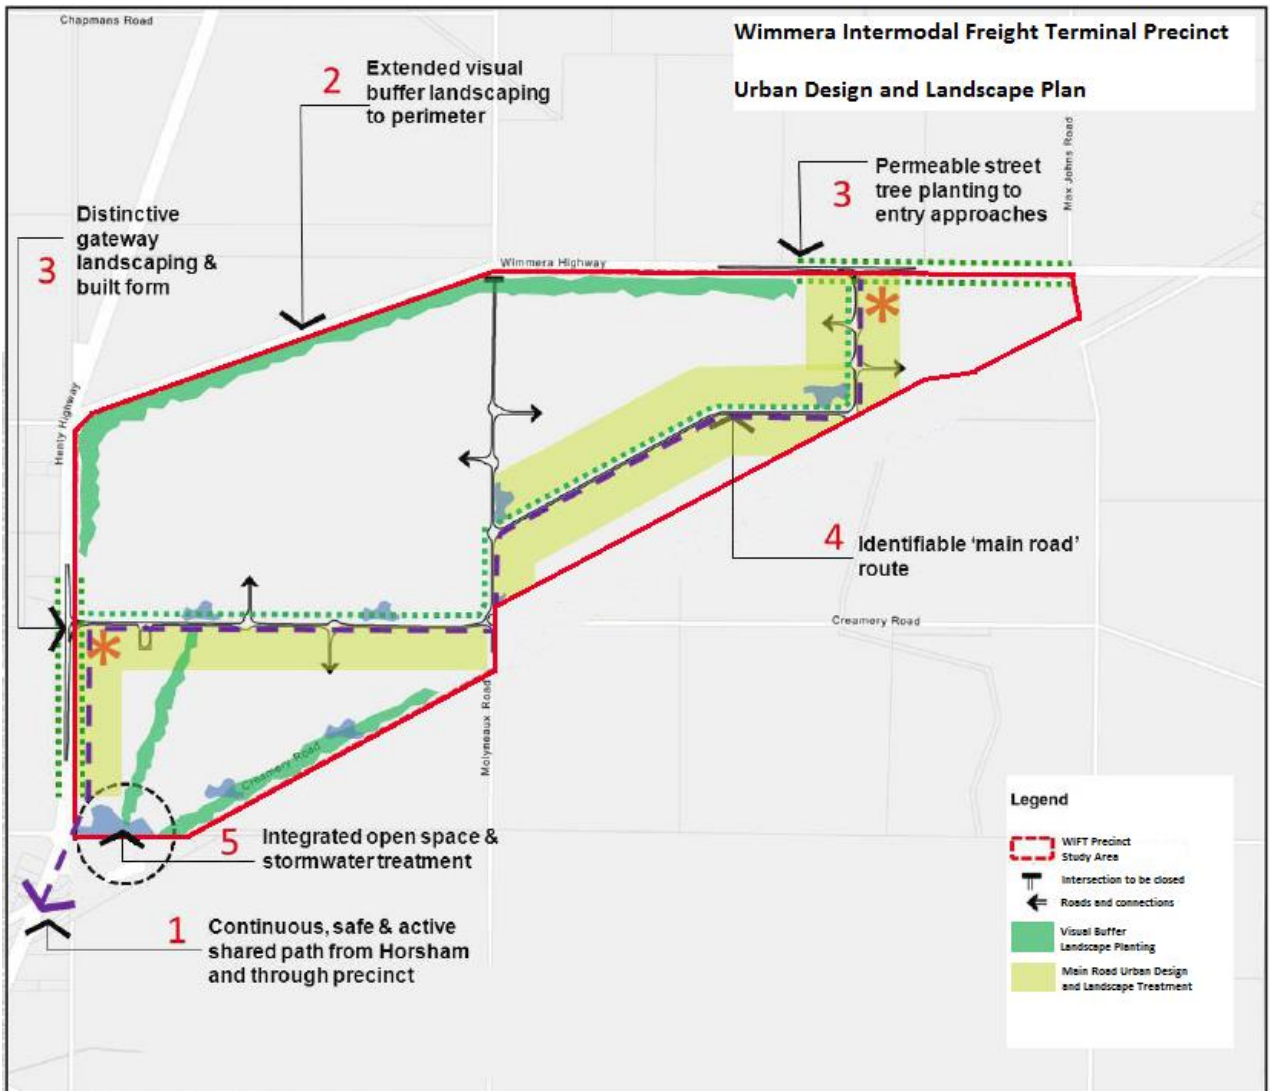 Chapmans Road
Wimmera Intermodal Freight Terminal Precinct
Urban Design and Landscape Plan
2
Extended visual
buffer landscaping
to perimeter
Max Johns Road
3
Permeable street
tree planting to
entry approaches
3
Distinctive
gateway
landscaping &
built form
Wimmera Highway
Henty Highway
4
Identifiable ‘main road’
route
Creamery Road
Molyneaux Road
Creamery Road
5
Integrated open space &
stormwater treatment
1
Continuous, safe & active
shared path from Horsham
and through precinct
Legend
WIFT Precinct
Study Area
Intersection to be closed
Roads and connections
Visual Buffer
Landscape Planting
Main Road Urban Design
and Landscape Treatment